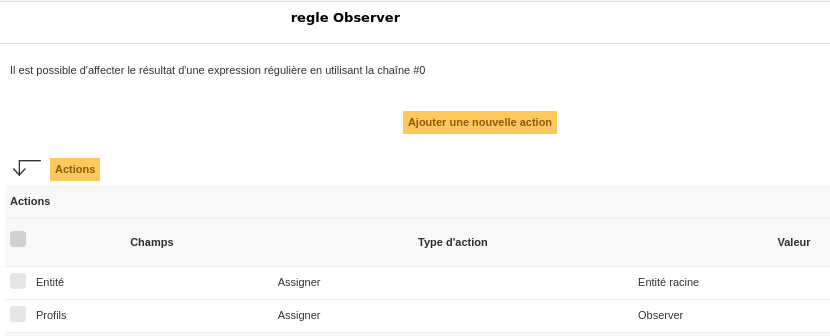 regle Observer
Il est possible d'affecter le résultat d'une expression régulière en utilisant la chaîne #0
Ajouter une nouvelle action
Actions
Actions
Champs Type d'action Valeur
Entité Assigner Entité racine
Profils Assigner Observer